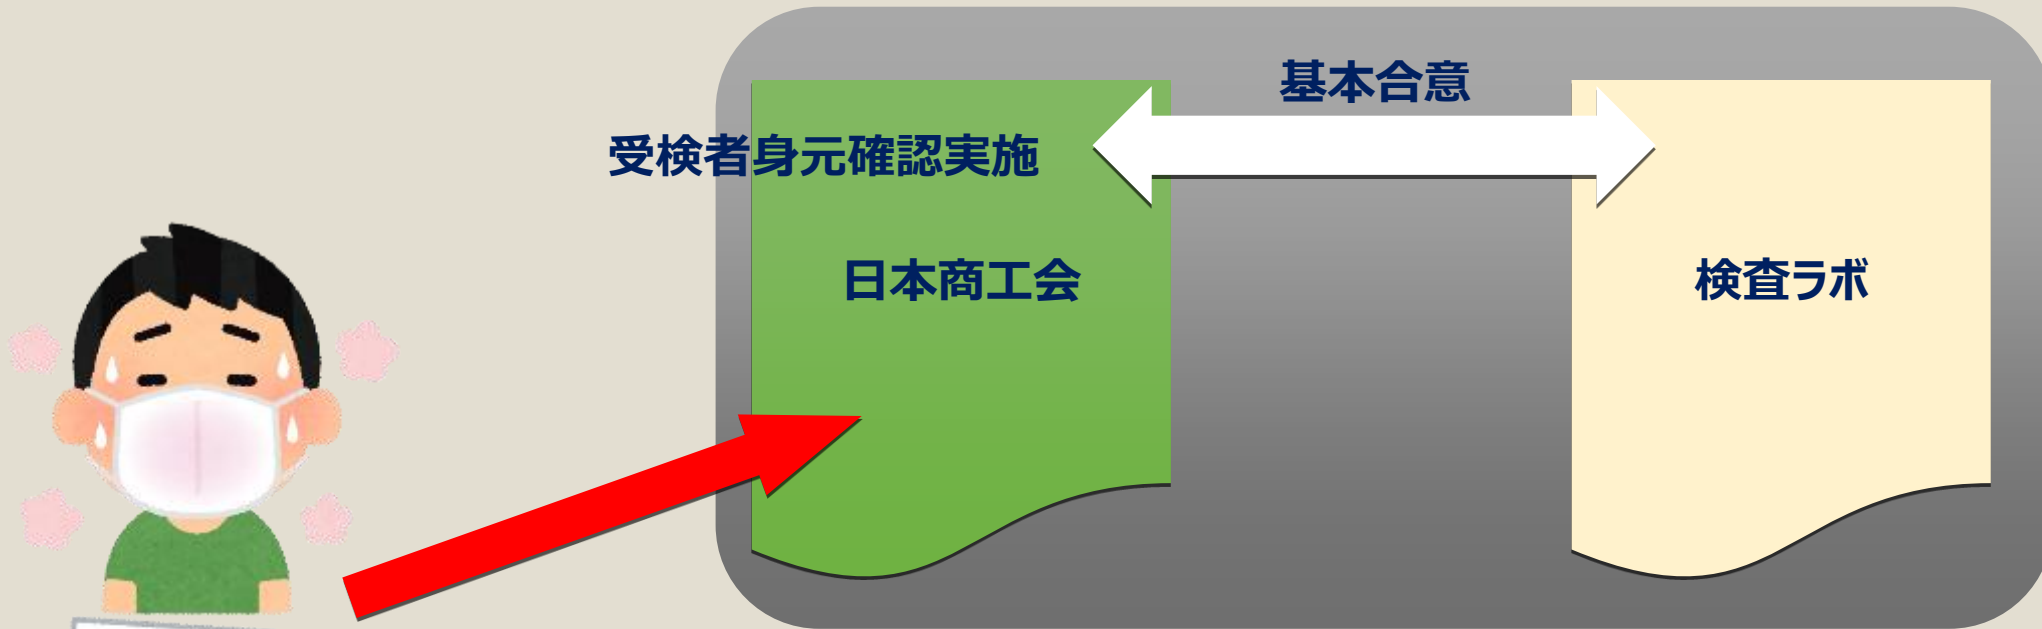 基本合意
受検者身元確認実施
日本商工会
検査ラボ